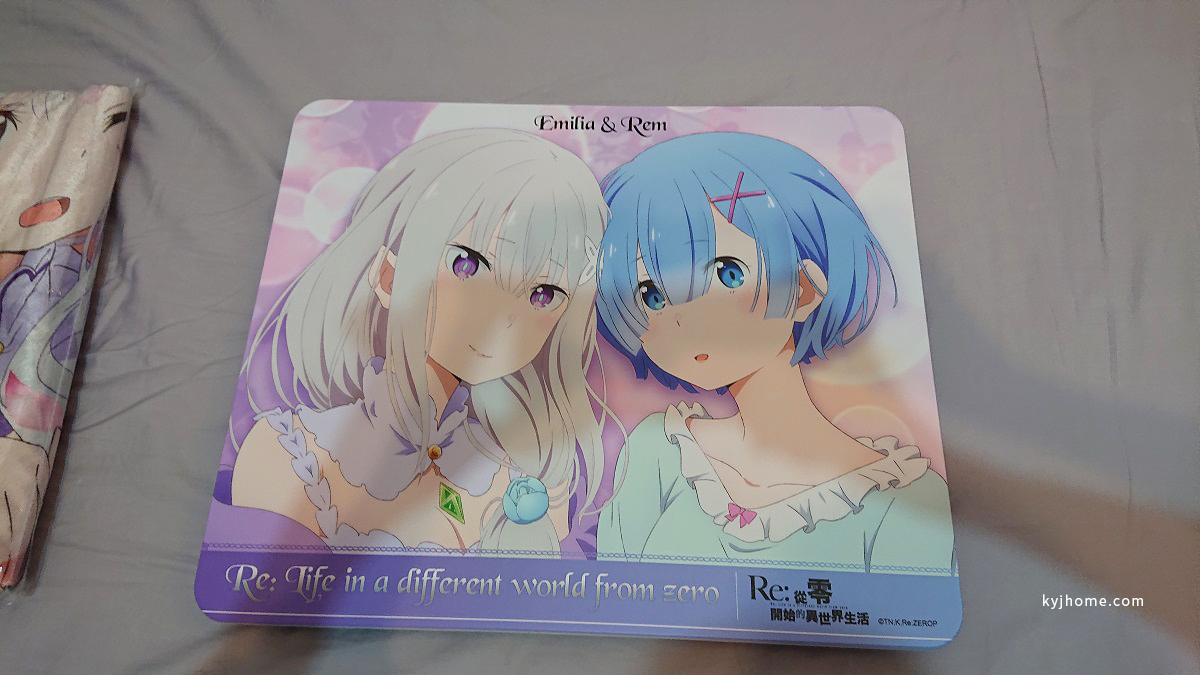 Emilia & Rem
Re: Life in a different world from zero
Re: 從零
開始的異世界生活
©TN,K,Re:ZEROP
kyjhome.com